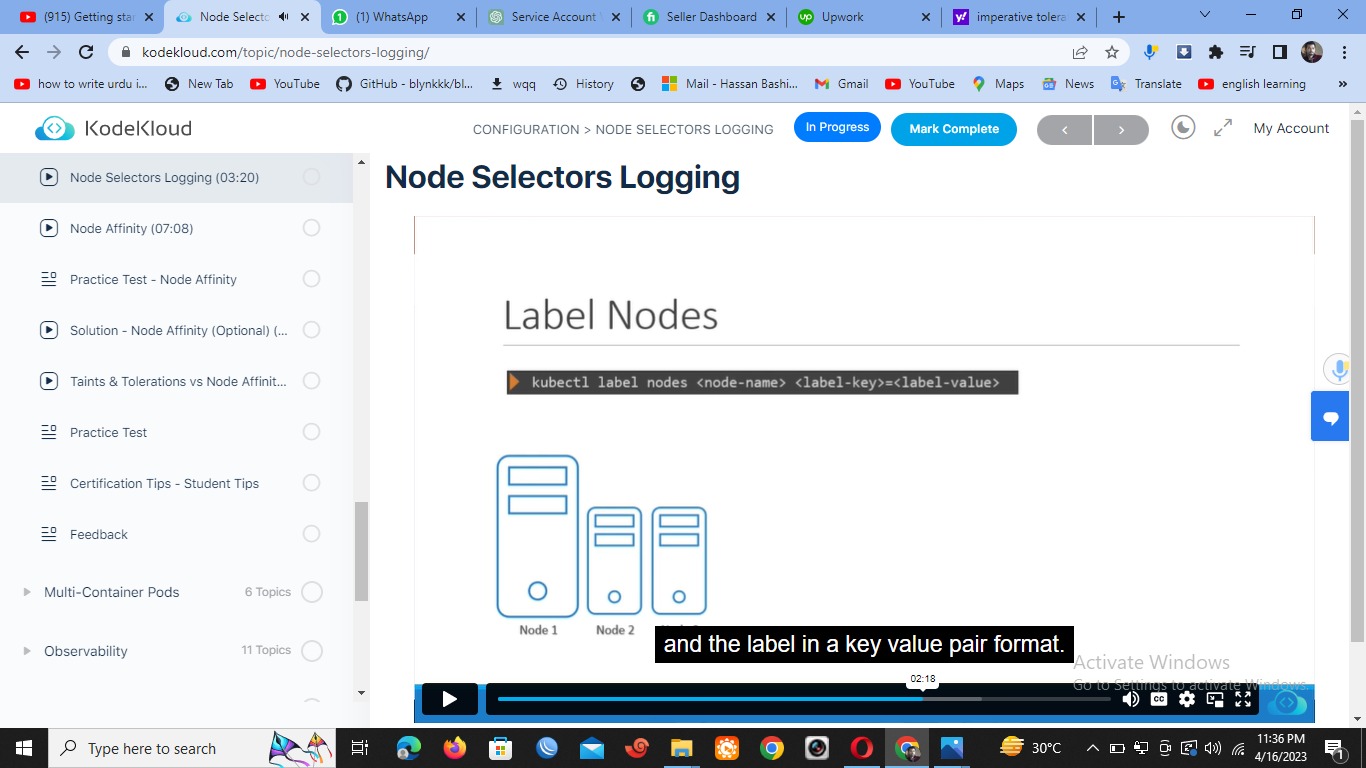 (915) Getting star
Node Selecto
(1) WhatsApp
Service Account
Seller Dashboard
Upwork
imperative tolera
kodekloud.com/topic/node-selectors-logging/
how to write urdu i...
New Tab
YouTube
GitHub - blynkkk/bl...
wqq
History
Mail - Hassan Bashi...
Gmail
YouTube
Maps
News
Translate
english learning
»
KodeKloud
CONFIGURATION > NODE SELECTORS LOGGING
In Progress
Mark Complete
My Account
Node Selectors Logging (03:20)
Node Affinity (07:08)
Practice Test - Node Affinity
Solution - Node Affinity (Optional) (...
Taints & Tolerations vs Node Affinit...
Practice Test
Certification Tips - Student Tips
Feedback
Multi-Container Pods 6 Topics
Observability 11 Topics
Node Selectors Logging
Label Nodes
kubectl label nodes <node-name> <label-key>=<label-value>
Node 1
Node 2
and the label in a key value pair format.
Activate Windows
Go to Settings to activate Windows.
02:18
CC
Type here to search
30°C
11:36 PM
4/16/2023
1